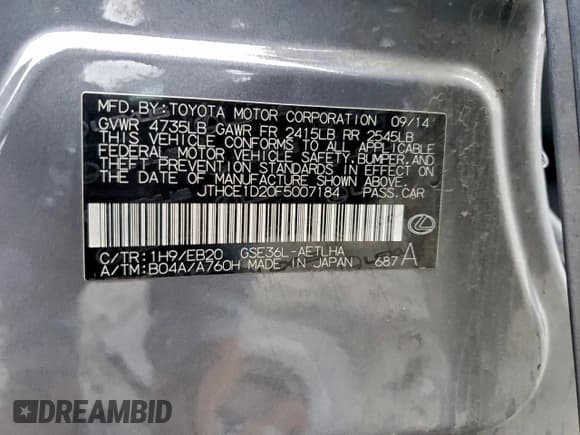 MFD.BY:TOYOTA MOTOR CORPORATION 09/14
GVWR 4735LB GAWR FR 2415LB RR 2545LB
THIS VEHICLE CONFORMS TO ALL APPLICABLE
FEDERAL MOTOR VEHICLE SAFETY,BUMPER,AND
THEFT PREVENTION STANDARDS IN EFFECT ON
THE DATE OF MANUFACTURE SHOWN ABOVE.
JTHCE1D20F5007184 PASS.CAR
C/TR:1H9/EB20 GSE36L-AETLHA
A/TM:B04A/A760H MADE IN JAPAN 687 A
DREAMBID